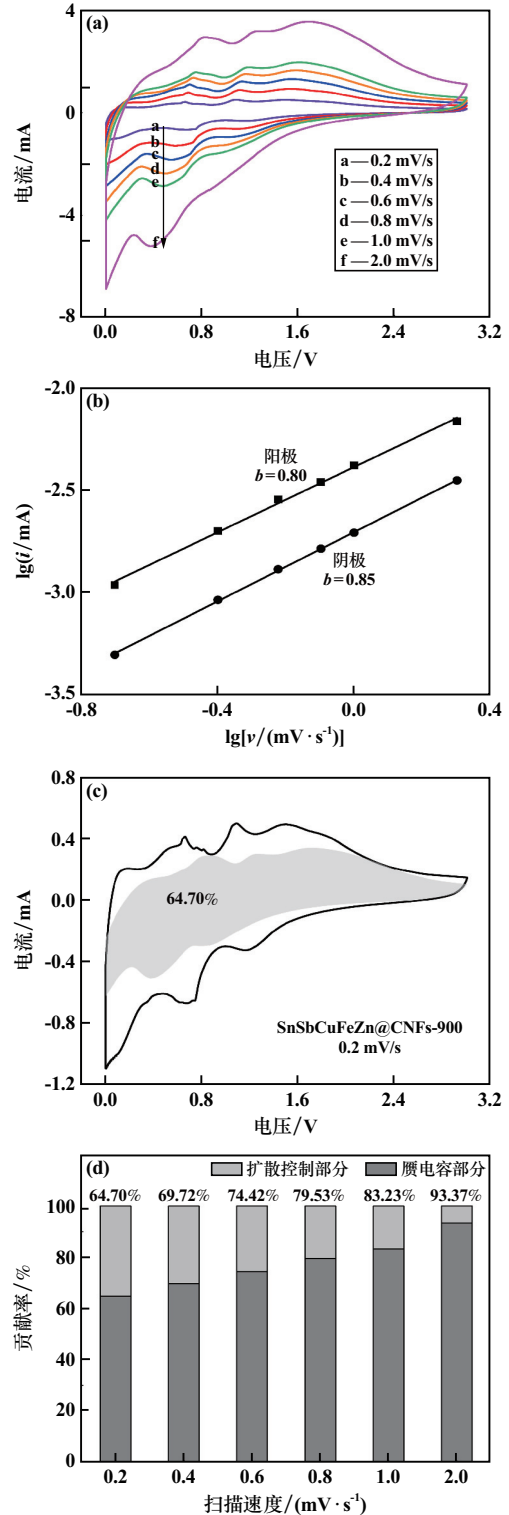 (a)
4
0
-4
-8
电流/mA
a
b
c
d
e
f
a — 0.2 mV/s
b — 0.4 mV/s
c — 0.6 mV/s
d — 0.8 mV/s
e — 1.0 mV/s
f — 2.0 mV/s
0.0 0.8 1.6 2.4 3.2
电压/V
(b)
-2.0
-2.5
-3.0
-3.5
lg(i/mA)
阳极
b=0.80
阴极
b=0.85
-0.8 -0.4 0.0 0.4
lg[v/(mV·s-1)]
(c)
0.8
0.4
0.0
-0.4
-0.8
-1.2
电流/mA
64.70%
SnSbCuFeZn@CNFs-900
0.2 mV/s
0.0 0.8 1.6 2.4 3.2
电压/V
(d)
扩散控制部分 赝电容部分
64.70% 69.72% 74.42% 79.53% 83.23% 93.37%
100
80
60
40
20
0
贡献率/%
0.2 0.4 0.6 0.8 1.0 2.0
扫描速度/(mV·s-1)